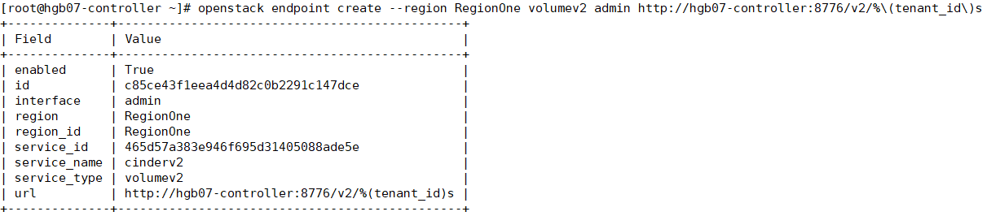 [root@hgb07-controller ~]# openstack endpoint create --region RegionOne volumev2 admin http://hgb07-controller:8776/v2/%\(tenant_id\)s
+--------------+----------------------------------------------+
| Field        | Value                                        |
+--------------+----------------------------------------------+
| enabled      | True                                         |
| id           | c85ce43f1eea4d4d82c0b2291c147dce             |
| interface    | admin                                        |
| region       | RegionOne                                    |
| region_id    | RegionOne                                    |
| service_id   | 465d57a383e946f695d31405088ade5e             |
| service_name | cinderv2                                     |
| service_type | volumev2                                     |
| url          | http://hgb07-controller:8776/v2/%(tenant_id)s |
+--------------+----------------------------------------------+